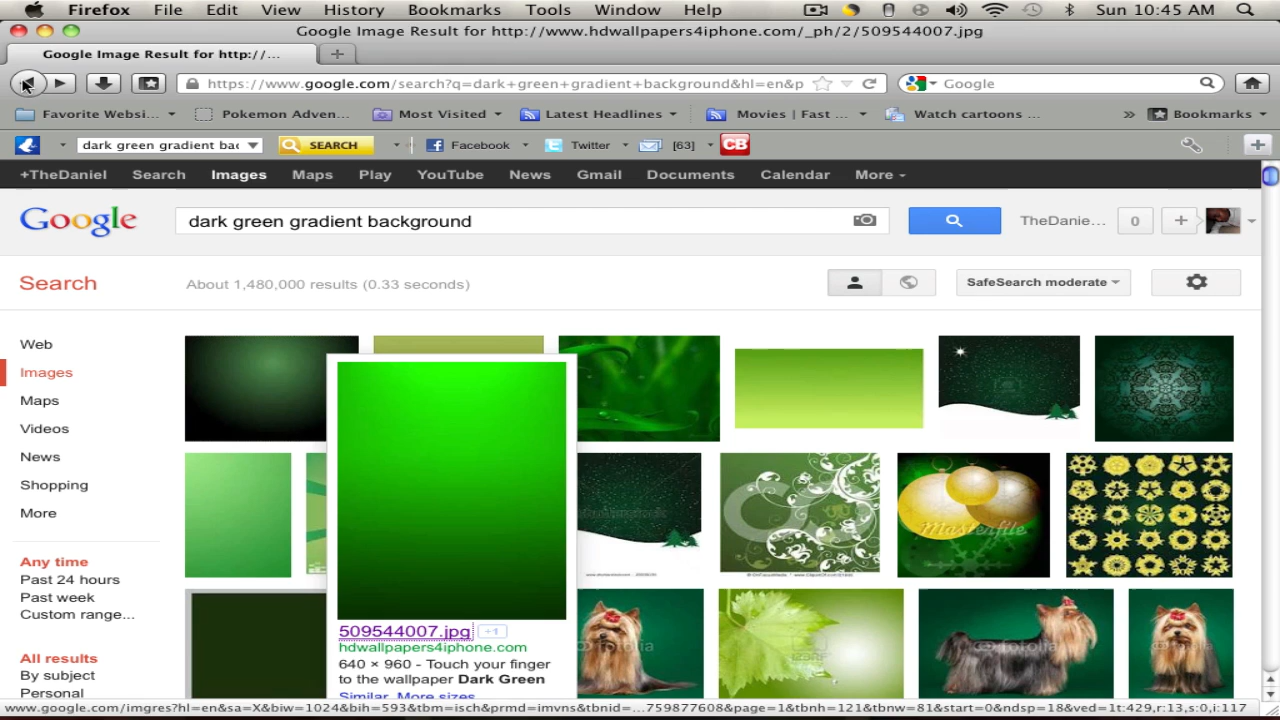 Firefox File Edit View History Bookmarks Tools Window Help Sun 10:45 AM
Google Image Result for http://www.hdwallpapers4iphone.com/_ph/2/509544007.jpg
Google Image Result for http://...
https://www.google.com/search?q=dark+green+gradient+background&hl=en&p Google
Favorite Websi... Pokemon Adven... Most Visited Latest Headlines Movies | Fast ... Watch cartoons ... » Bookmarks
dark green gradient bac SEARCH Facebook Twitter [63] CB
+TheDaniel Search Images Maps Play YouTube News Gmail Documents Calendar More
Google dark green gradient background TheDanie... 0 +
Search About 1,480,000 results (0.33 seconds) SafeSearch moderate
Web
Images
Maps
Videos
News
Shopping
More
Any time
Past 24 hours
Past week
Custom range...
All results
By subject
Personal
Masterfile
509544007.jpg +1
hdwallpapers4iphone.com
640 × 960 - Touch your finger
to the wallpaper Dark Green
Similar More sizes
fotolia
fotolia
www.google.com/imgres?hl=en&sa=X&biw=1024&bih=593&tbm=isch&prmd=imvns&tbnid=...759877608&page=1&tbnh=121&tbnw=81&start=0&ndsp=18&ved=1t:429,r:13,s:0,i:117